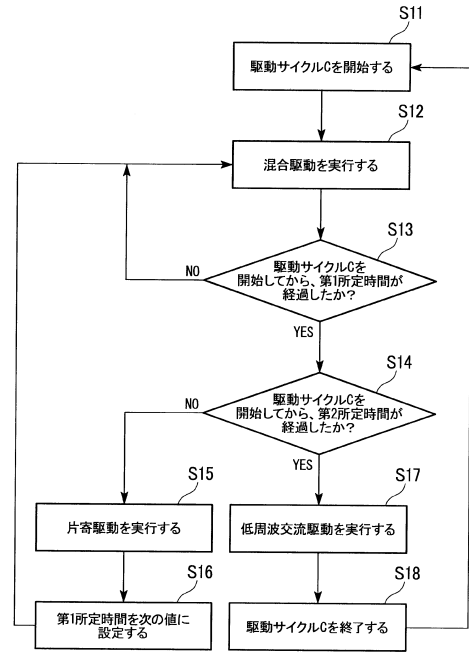 S11
駆動サイクルCを開始する
S12
混合駆動を実行する
S13
駆動サイクルCを
開始してから、第1所定時間が
経過したか?
NO
YES
S14
駆動サイクルCを
開始してから、第2所定時間が
経過したか?
NO
YES
S15
片寄駆動を実行する
S17
低周波交流駆動を実行する
S16
第1所定時間を次の値に
設定する
S18
駆動サイクルCを終了する